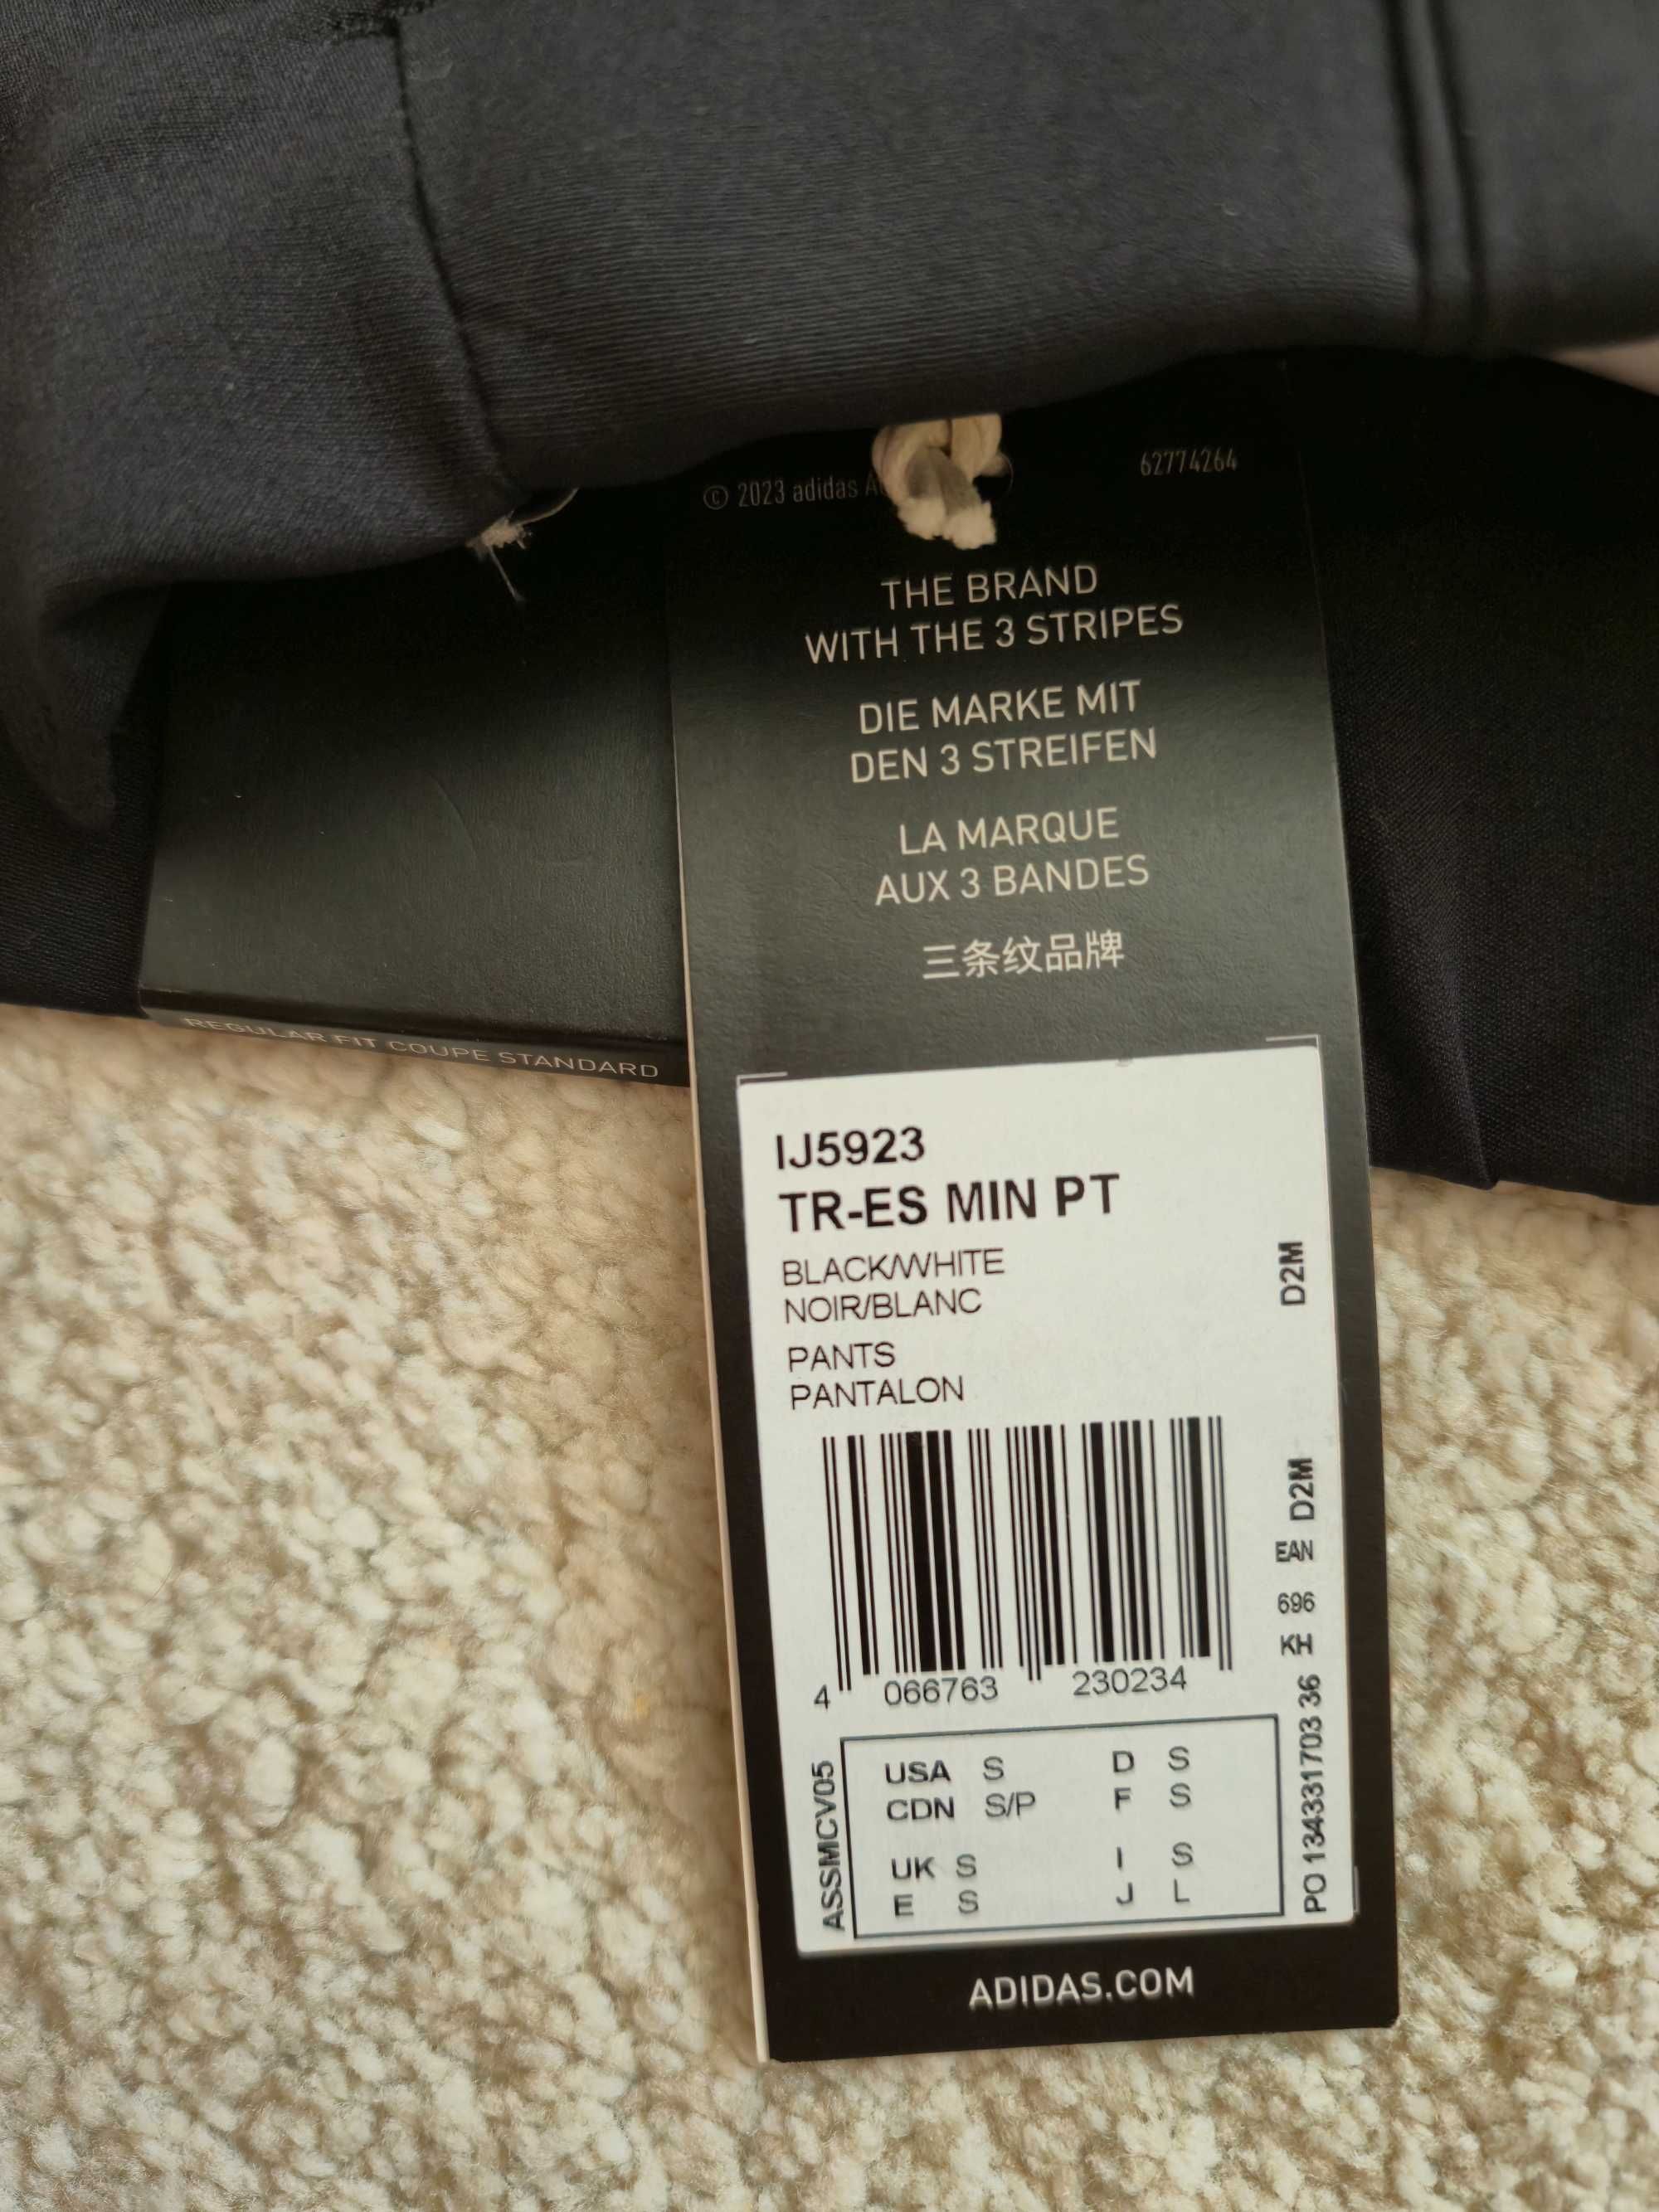 © 2023 adidas
62774264
THE BRAND
WITH THE 3 STRIPES
DIE MARKE MIT
DEN 3 STREIFEN
LA MARQUE
AUX 3 BANDES
三条纹品牌
REGULAR FIT COUPE STANDARD
IJ5923
TR-ES MIN PT
BLACK/WHITE
NOIR/BLANC
PANTS
PANTALON
4 066763 230234
D2M
PO 134331703 36 KH 696 EAN D2M
ASSMCV05
USA S D S
CDN S/P F S
UK S I S
E S J L
ADIDAS.COM